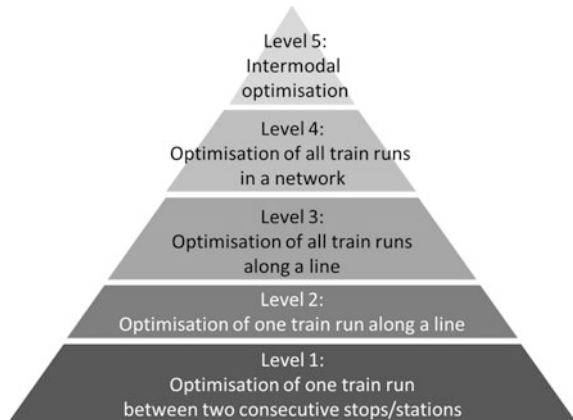 Level 5:
Intermodal
optimisation
Level 4:
Optimisation of all train runs
in a network
Level 3:
Optimisation of all train runs
along a line
Level 2:
Optimisation of one train run along a line
Level 1:
Optimisation of one train run
between two consecutive stops/stations